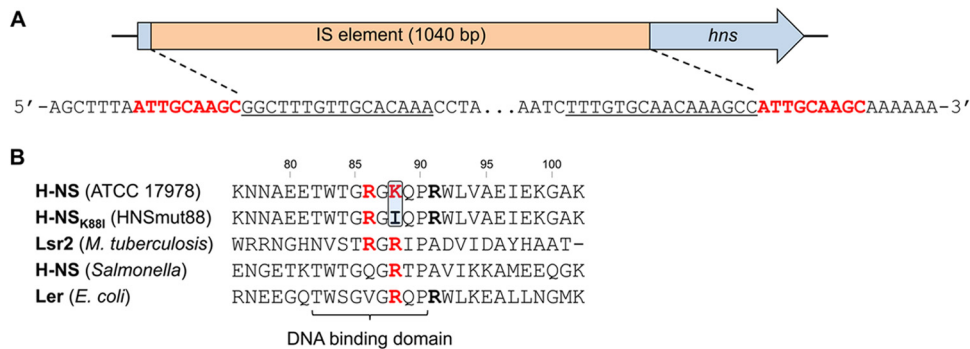 A
IS element (1040 bp)
hns
5'-AGCTTTAATTGCAAGCGGCTTTGTTGCACAAACCTA...AATCTTTGTGCAACAAAGCCATTGCAAGCAAAAAA-3'
B
80 85 90 95 100
H-NS (ATCC 17978) KNNAEETWTGRGKQPRWLVAEIEKGAK
H-NSK88I (HNSmut88) KNNAEETWTGRGIQPRWLVAEIEKGAK
Lsr2 (M. tuberculosis) WRRNGHNVSTRGRIPADVIDAYHAAT-
H-NS (Salmonella) ENGETKTWTGQGRTPAVIKKAMEEQGK
Ler (E. coli) RNEEGQTWSGVGRQPRWLKEALLNGMK
DNA binding domain